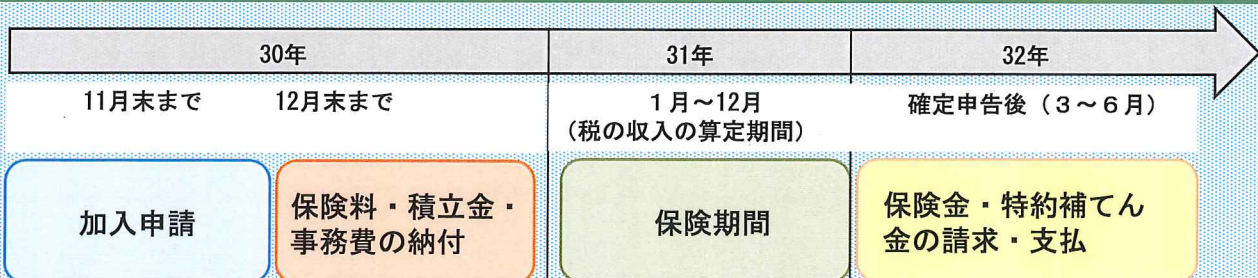 30年
31年
32年
11月末まで
12月末まで
1月～12月
（税の収入の算定期間）
確定申告後（3～6月）
加入申請
保険料・積立金・
事務費の納付
保険期間
保険金・特約補てん
金の請求・支払